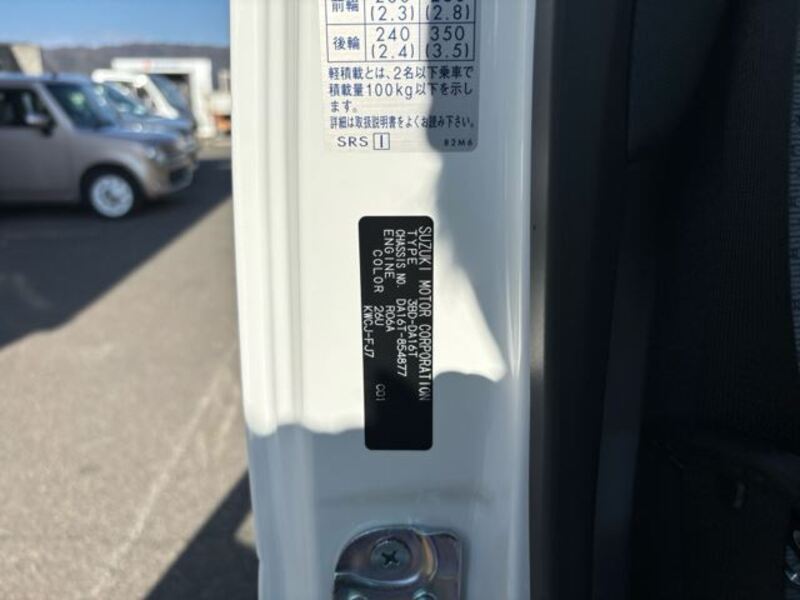 前輪
(2.3) (2.8)
後輪 240 350
(2.4) (3.5)
軽積載とは、2名以下乗車で
積載量100kg以下を示し
ます。
詳細は取扱説明書をよくお読み下さい。
SRS I 82M6
SUZUKI MOTOR CORPORATION
TYPE 3BD-DA16T
CHASSIS NO. DA16T-854877
ENGINE R06A
COLOR 26U 001
KWCJ-FJ7